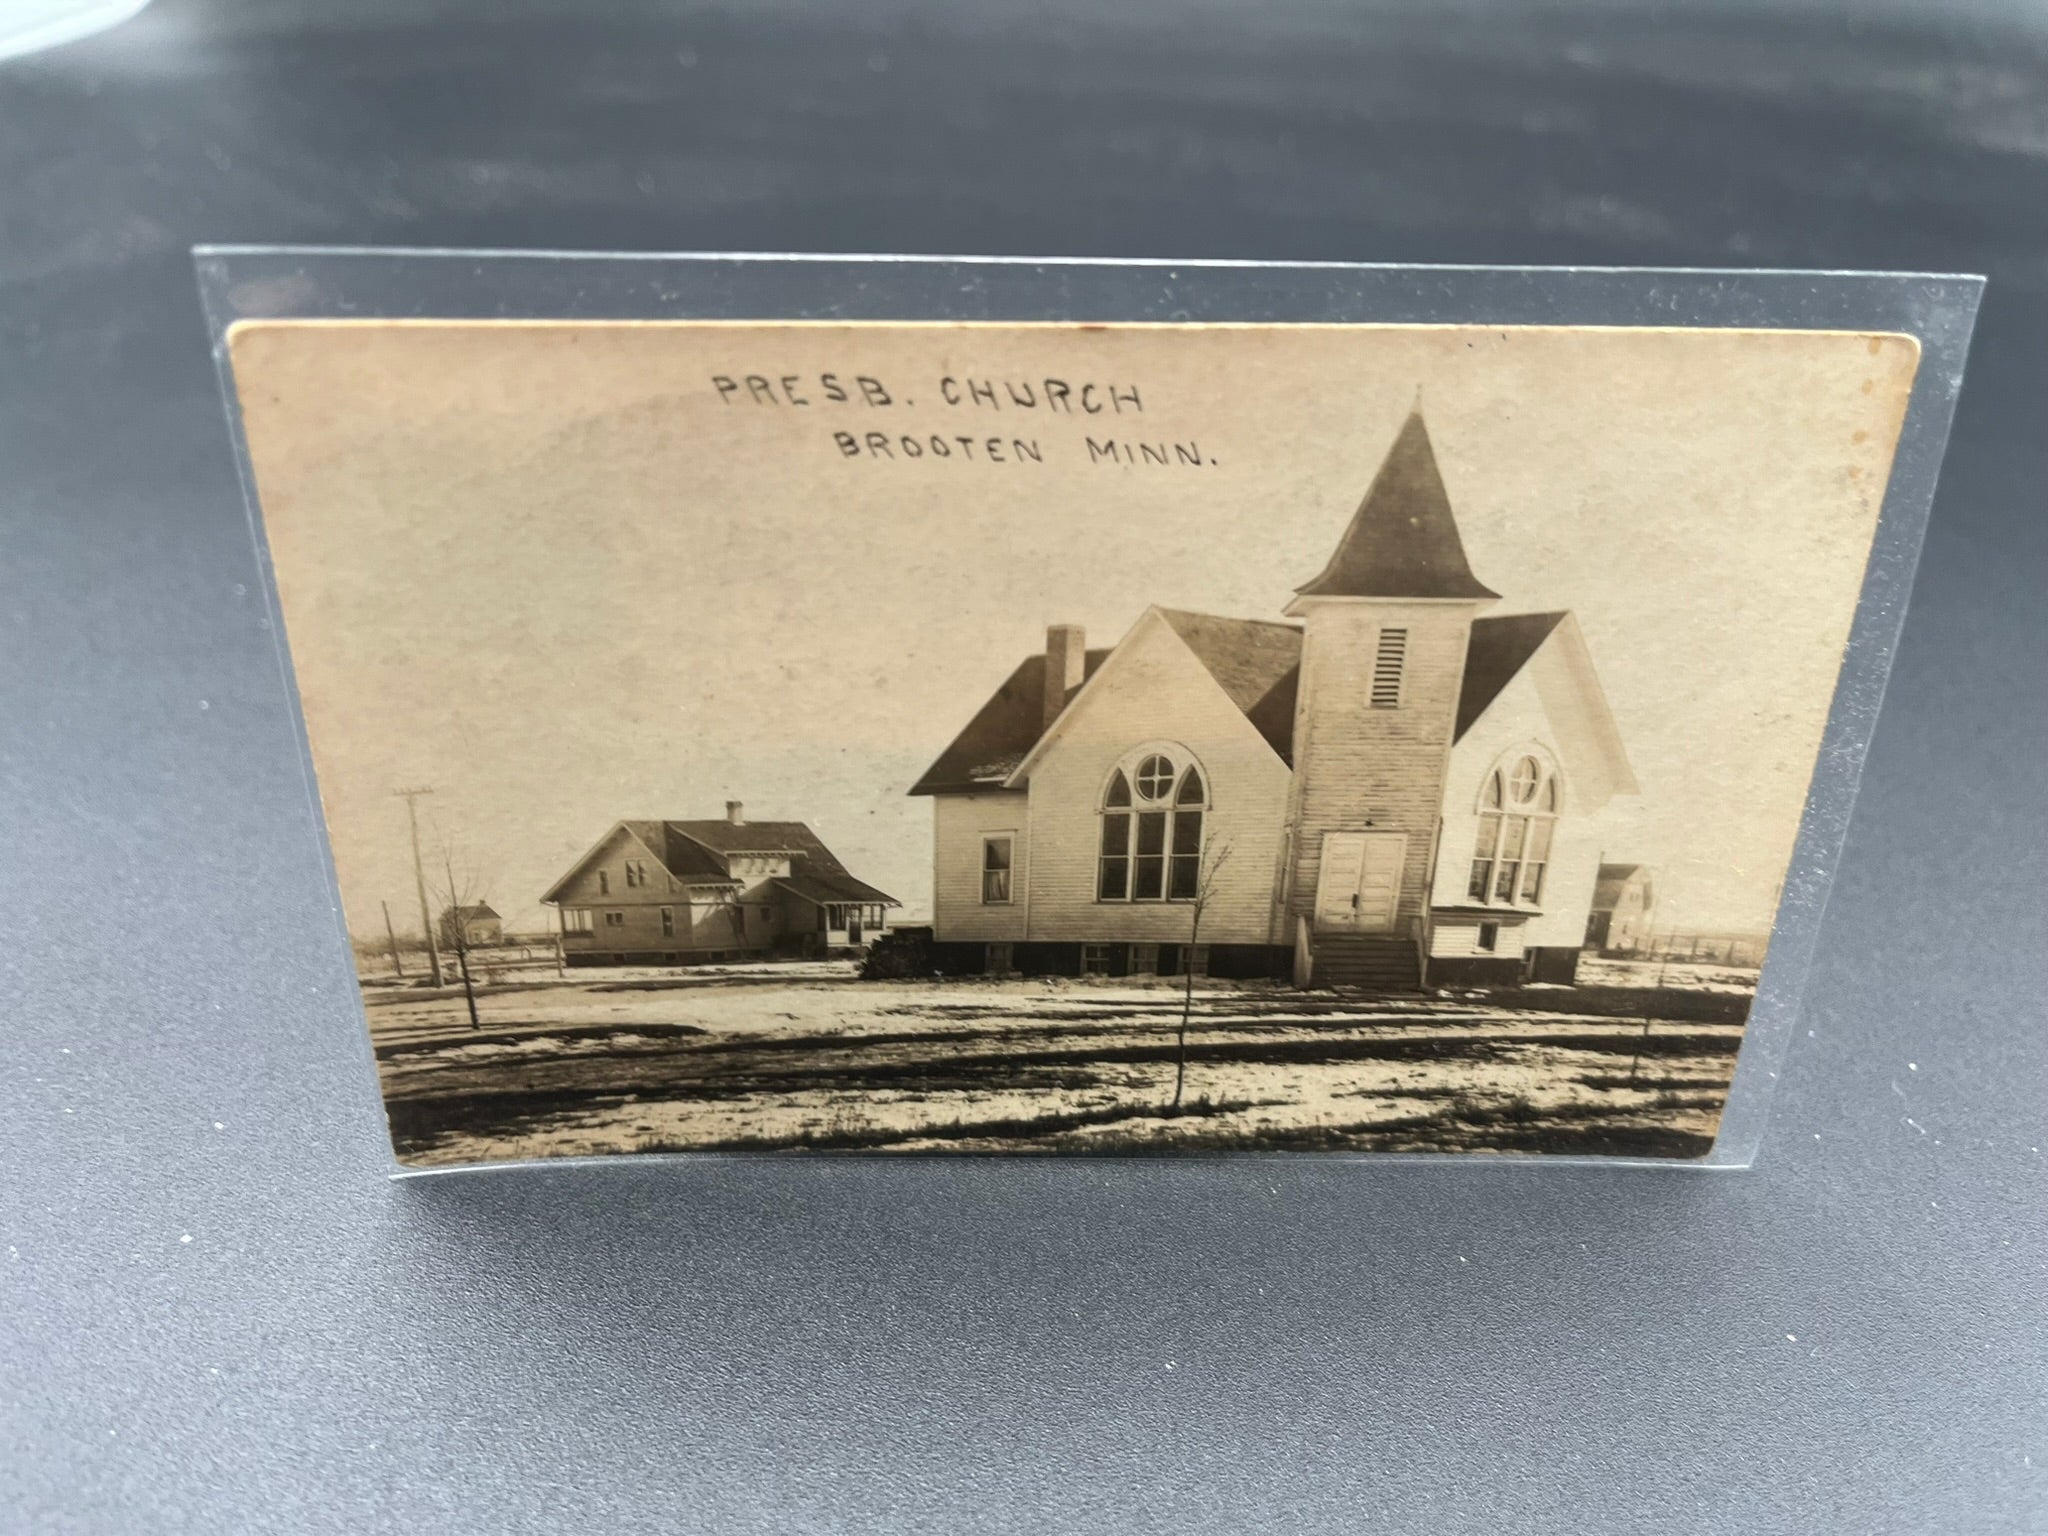 PRESB. CHURCH
BROOTEN MINN.